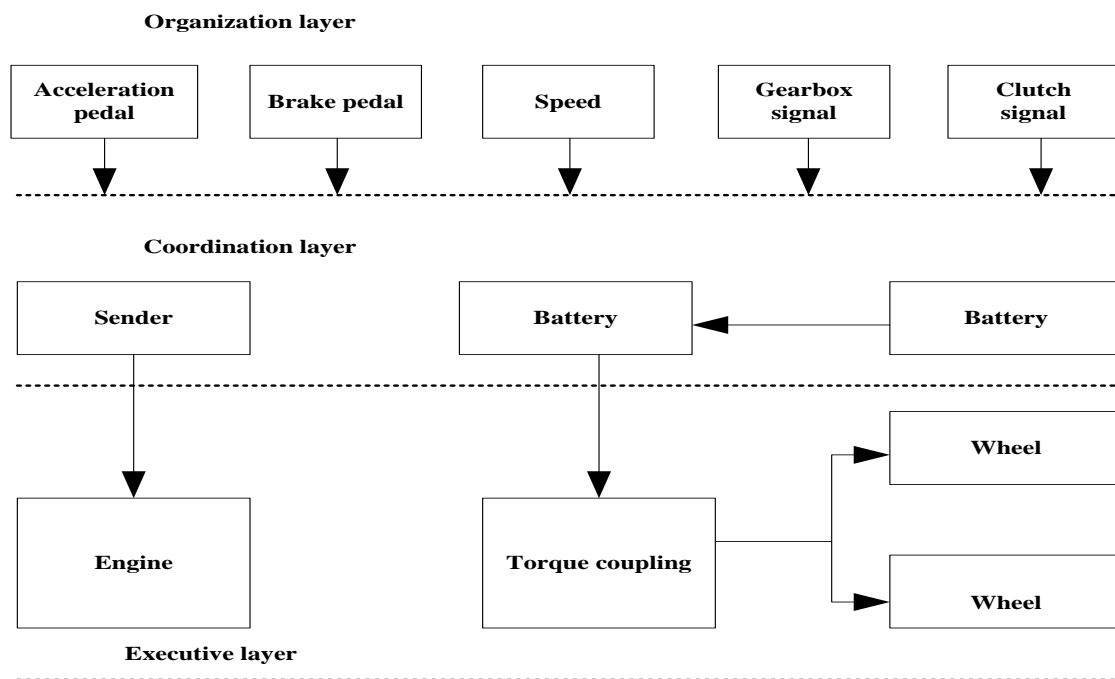 Organization layer
Acceleration
pedal
Brake pedal
Speed
Gearbox
signal
Clutch
signal
Coordination layer
Sender
Battery
Battery
Wheel
Engine
Torque coupling
Wheel
Executive layer